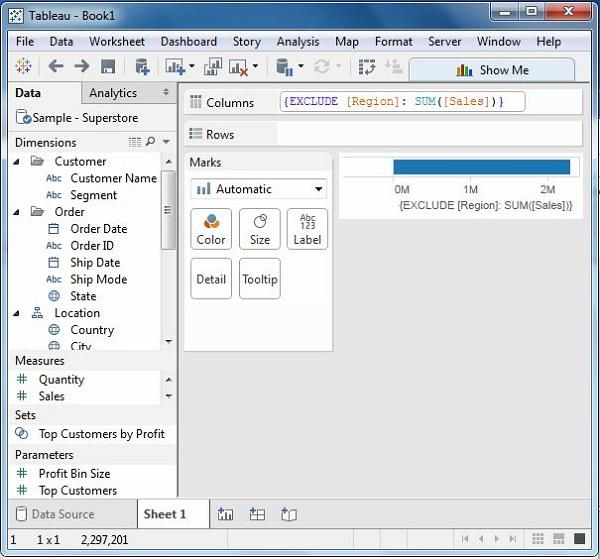 Tableau - Book1
File Data Worksheet Dashboard Story Analysis Map Format Server Window Help
Show Me
Data Analytics
Sample - Superstore
Dimensions
Customer
Abc Customer Name
Abc Segment
Order
Order Date
Abc Order ID
Ship Date
Abc Ship Mode
State
Location
Country
City
Measures
# Quantity
# Sales
Sets
Top Customers by Profit
Parameters
# Profit Bin Size
# Top Customers
Columns {EXCLUDE [Region]: SUM([Sales])}
Rows
Marks
Automatic
Abc
123
Color Size Label
Detail Tooltip
0M 1M 2M
{EXCLUDE [Region]: SUM([Sales])}
Data Source Sheet 1
1 1 x 1 2,297,201